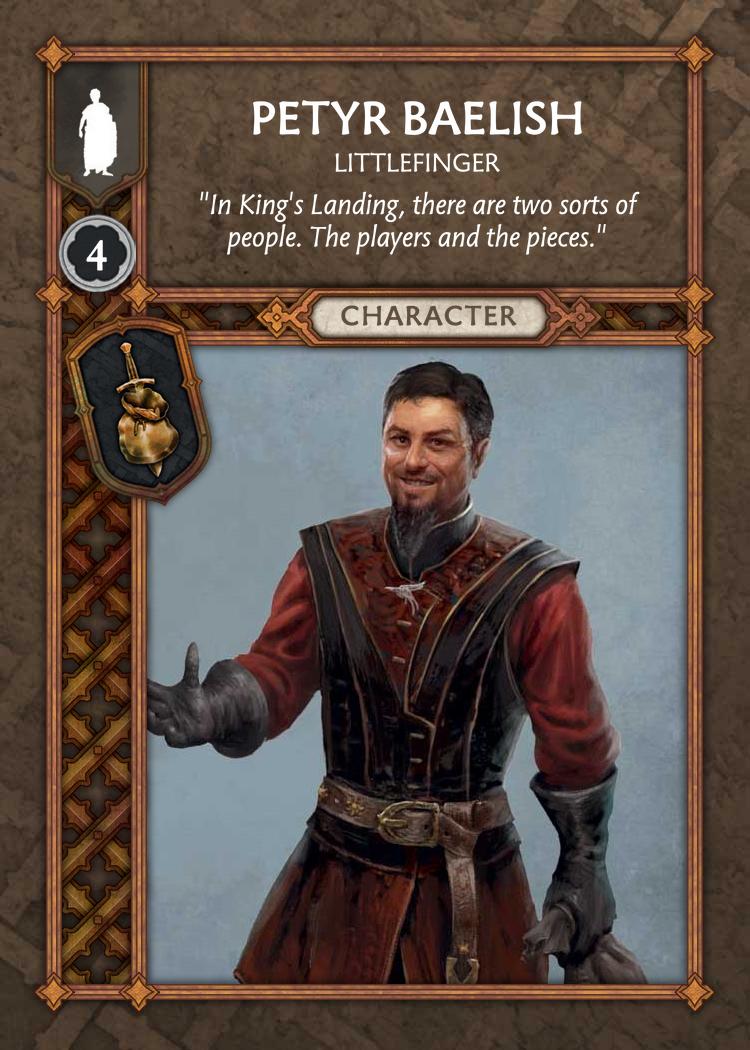 PETYR BAELISH
LITTLEFINGER
"In King's Landing, there are two sorts of
people. The players and the pieces."
4
CHARACTER